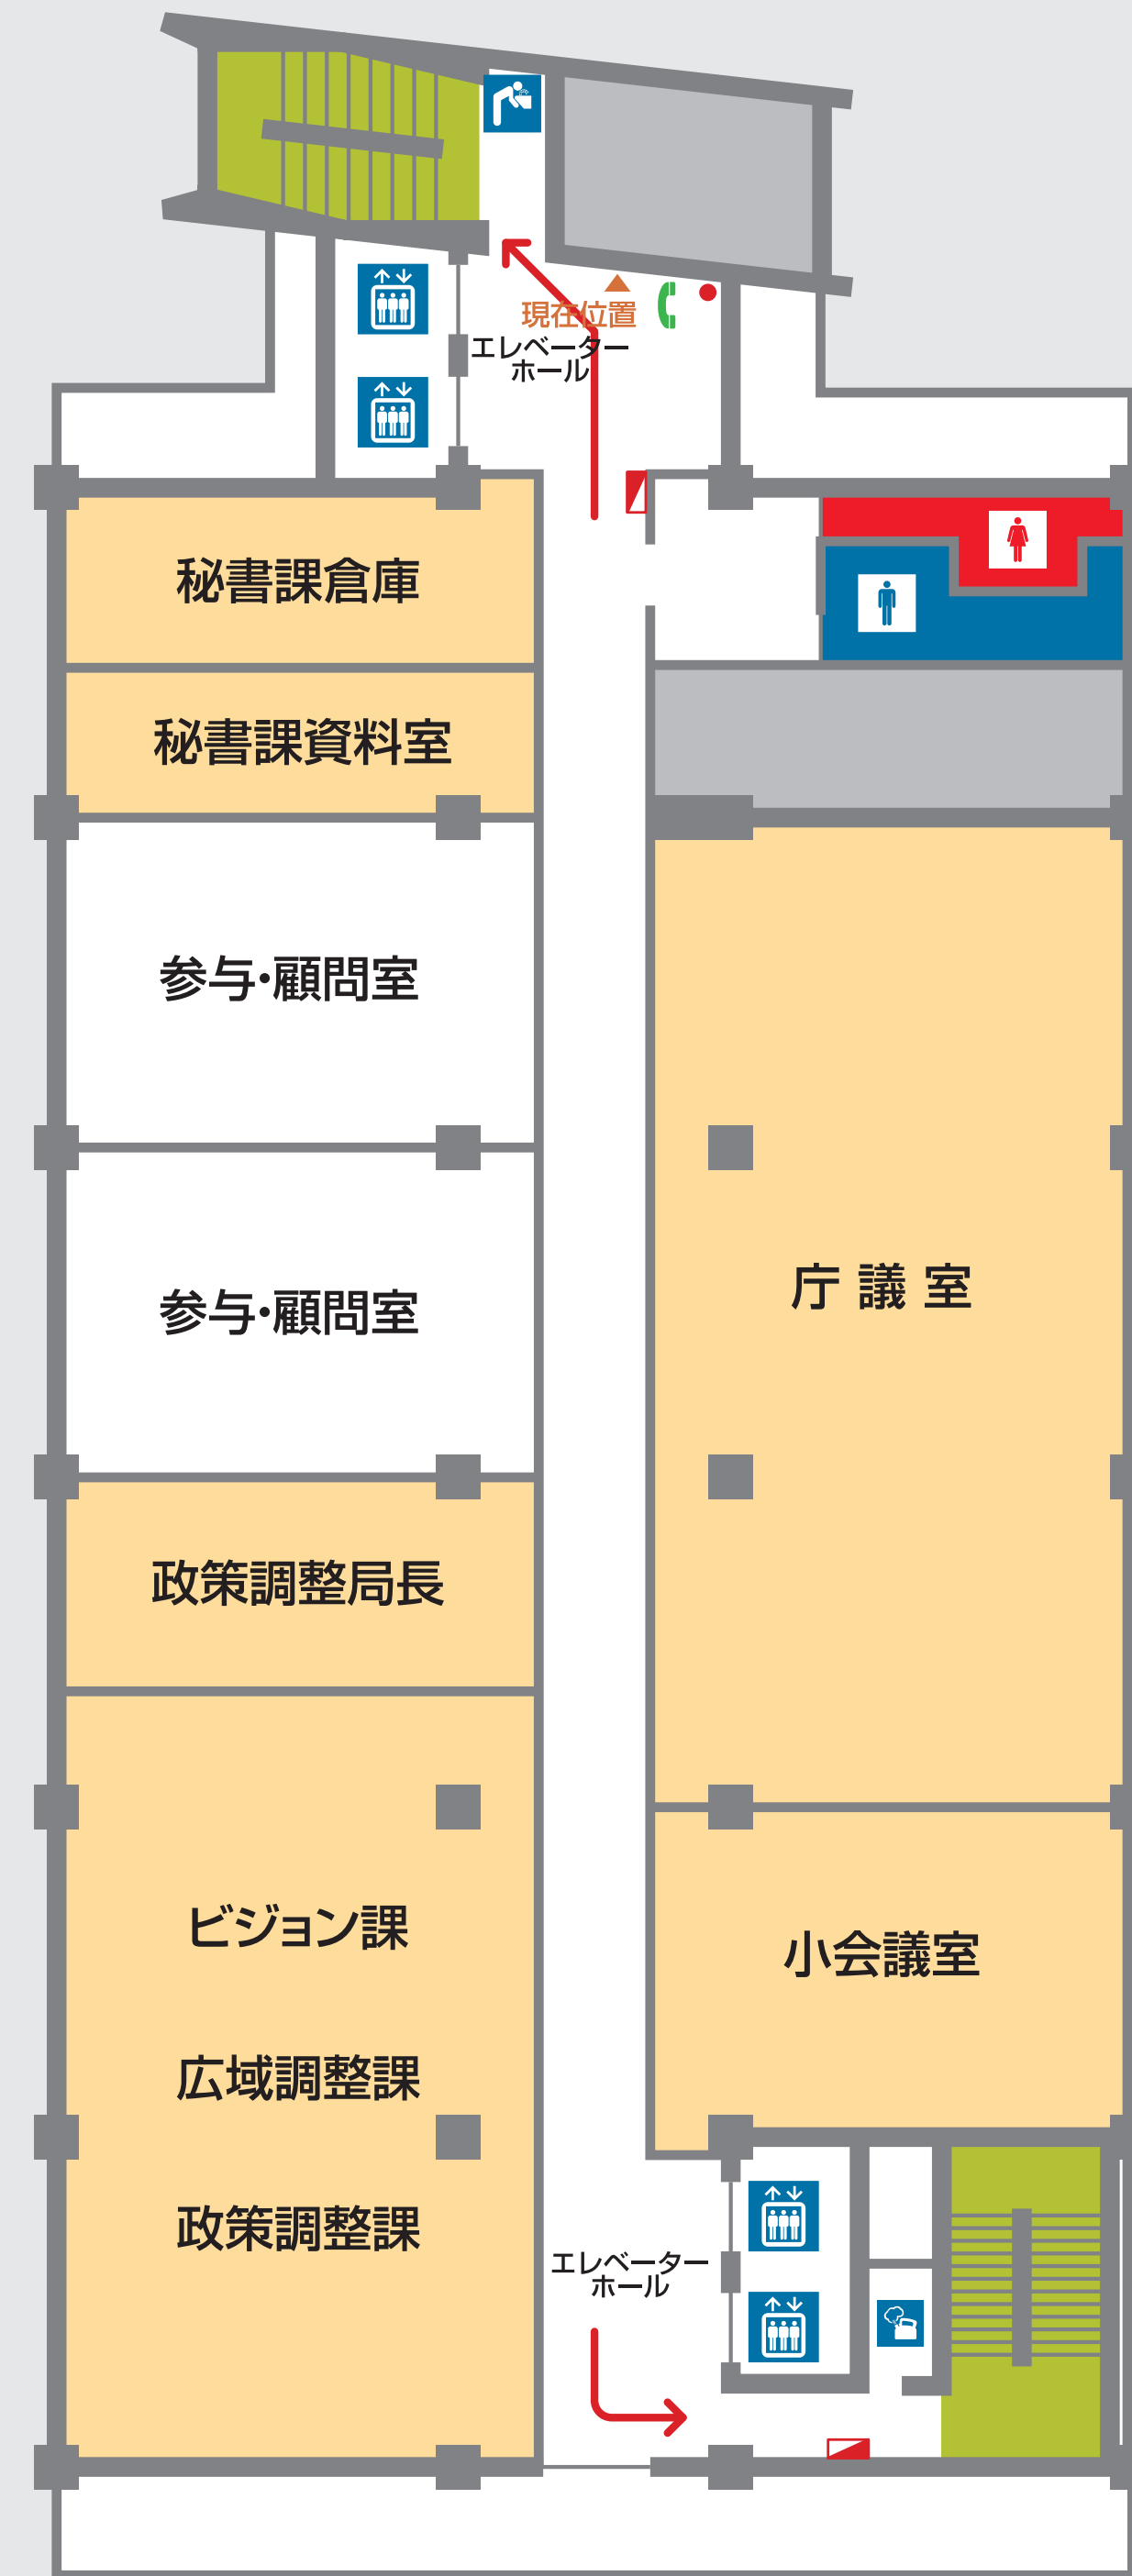 現在位置
エレベーター
ホール
秘書課倉庫
秘書課資料室
参与・顧問室
庁議室
参与・顧問室
政策調整局長
ビジョン課
小会議室
広域調整課
政策調整課
エレベーター
ホール